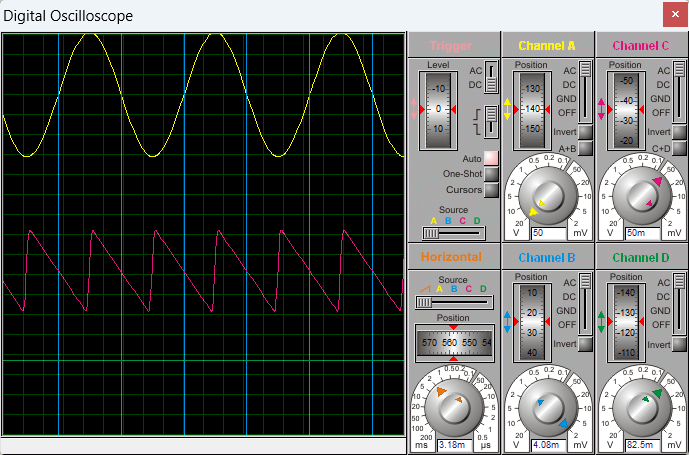 Digital Oscilloscope
Trigger
Level
-10
0
10
AC
DC
Auto
One-Shot
Cursors
Source
A B C D
Channel A
Position
130
140
150
AC
DC
GND
OFF
Invert
A+B
20 10 5 2 1 0.5 0.2 0.1 50 20 10 5 2
V 50 mV
Channel C
Position
-50
-40
-30
-20
AC
DC
GND
OFF
Invert
C+D
20 10 5 2 1 0.5 0.2 0.1 50 20 10 5 2
V 50m mV
Horizontal
Source
A B C D
Position
570 560 550 54
200 100 50 20 10 5 2 1 0.5 0.2 0.1 50 20 10 5 2 1 0.5
ms 3.18m µs
Channel B
Position
10
20
30
40
AC
DC
GND
OFF
Invert
20 10 5 2 1 0.5 0.2 0.1 50 20 10 5 2
V 4.08m mV
Channel D
Position
-140
-130
-120
-110
AC
DC
GND
OFF
Invert
20 10 5 2 1 0.5 0.2 0.1 50 20 10 5 2
V 82.5m mV